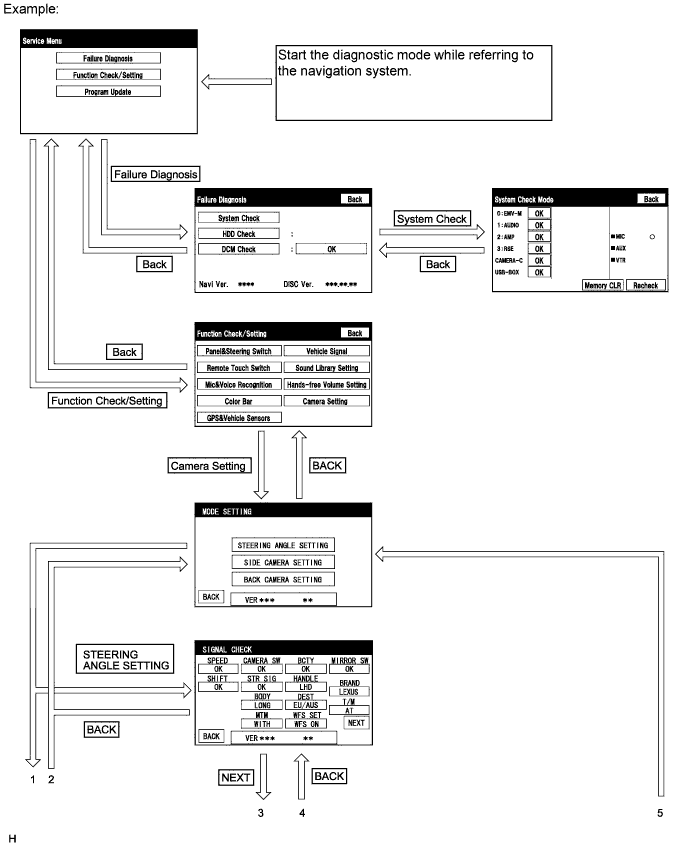 Example:
Service Menu
Failure Diagnosis
Function Check/Setting
Program Update
Start the diagnostic mode while referring to
the navigation system.
Failure Diagnosis
Back
Failure Diagnosis
Back
System Check
HDD Check :
DCM Check : OK
Navi Ver. **** DISC Ver. ***.**.**
System Check
Back
System Check Mode
Back
0:EMV-M OK
1:AUDIO OK
2:AMP OK
3:RSE OK
CAMERA-C OK
USB-BOX OK
■MIC ○
■AUX
■VTR
Memory CLR Recheck
Back
Function Check/Setting
Function Check/Setting
Back
Panel&Steering Switch Vehicle Signal
Remote Touch Switch Sound Library Setting
Mic&Voice Recognition Hands-free Volume Setting
Color Bar Camera Setting
GPS&Vehicle Sensors
Camera Setting
BACK
MODE SETTING
STEERING ANGLE SETTING
SIDE CAMERA SETTING
BACK CAMERA SETTING
BACK VER *** **
STEERING
ANGLE SETTING
BACK
SIGNAL CHECK
SPEED CAMERA SW BCTY MIRROR SW
OK OK OK OK
SHIFT STR SIG HANDLE BRAND
OK OK LHD LEXUS
BODY DEST T/M
LONG EU/AUS AT
MTM WFS SET
WITH WFS ON NEXT
BACK VER *** **
NEXT
BACK
1 2
3 4
5
H